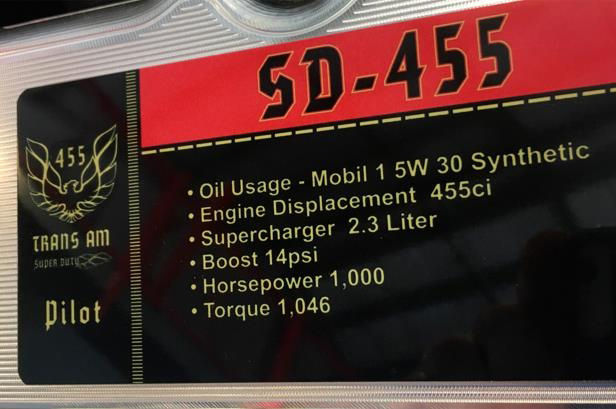 SD-455
455
TRANS AM
SUPER DUTY
Pilot
• Oil Usage - Mobil 1 5W 30 Synthetic
• Engine Displacement 455ci
• Supercharger 2.3 Liter
• Boost 14psi
• Horsepower 1,000
• Torque 1,046